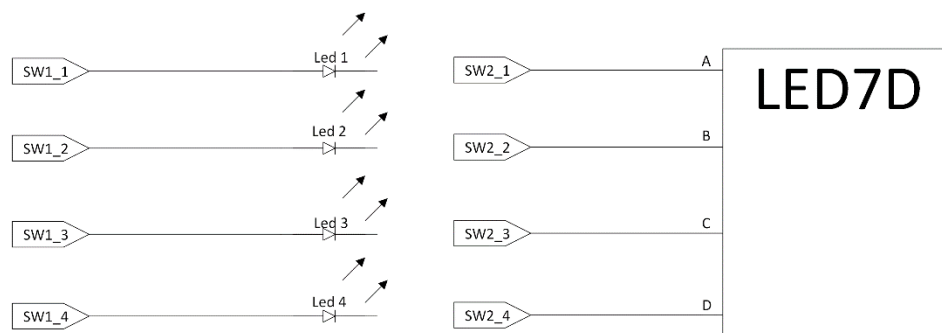 Led 1
SW1_1
Led 2
SW1_2
Led 3
SW1_3
Led 4
SW1_4
SW2_1
A
LED7D
SW2_2
B
SW2_3
C
SW2_4
D